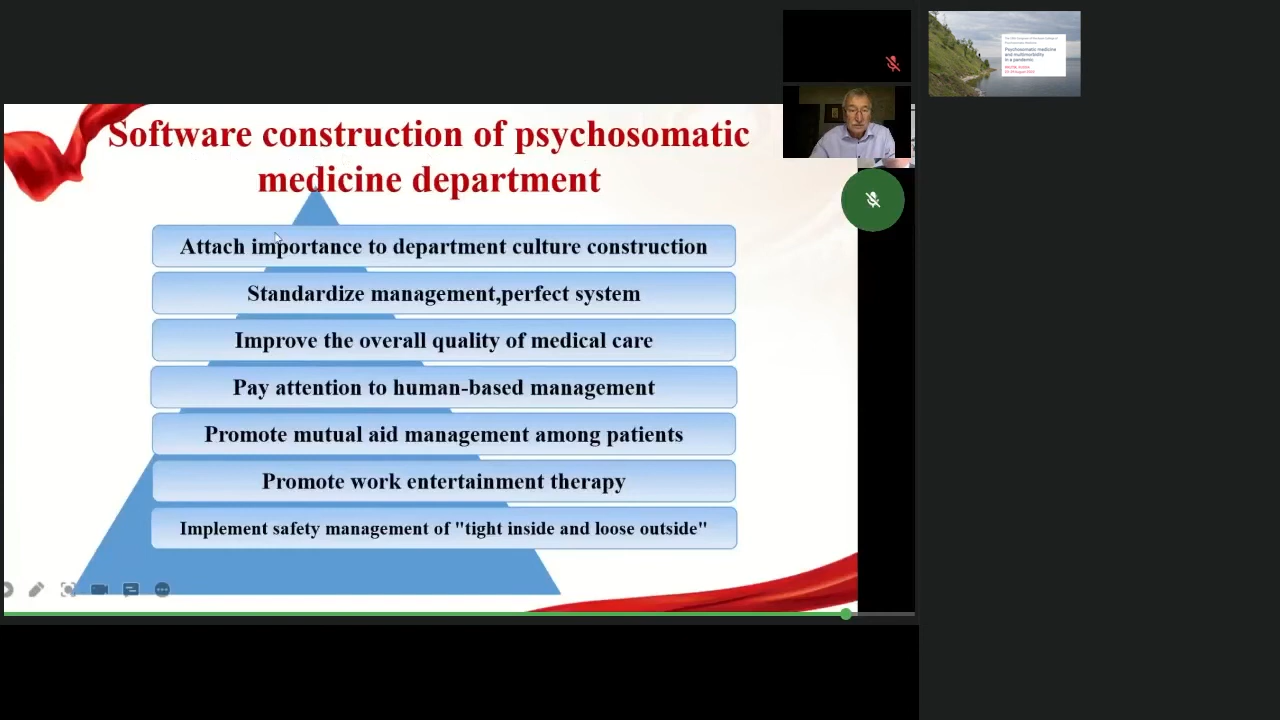 Software construction of psychosomatic
medicine department
Attach importance to department culture construction
Standardize management,perfect system
Improve the overall quality of medical care
Pay attention to human-based management
Promote mutual aid management among patients
Promote work entertainment therapy
Implement safety management of "tight inside and loose outside"
Psychosomatic medicine
and multimorbidity
in a pandemic